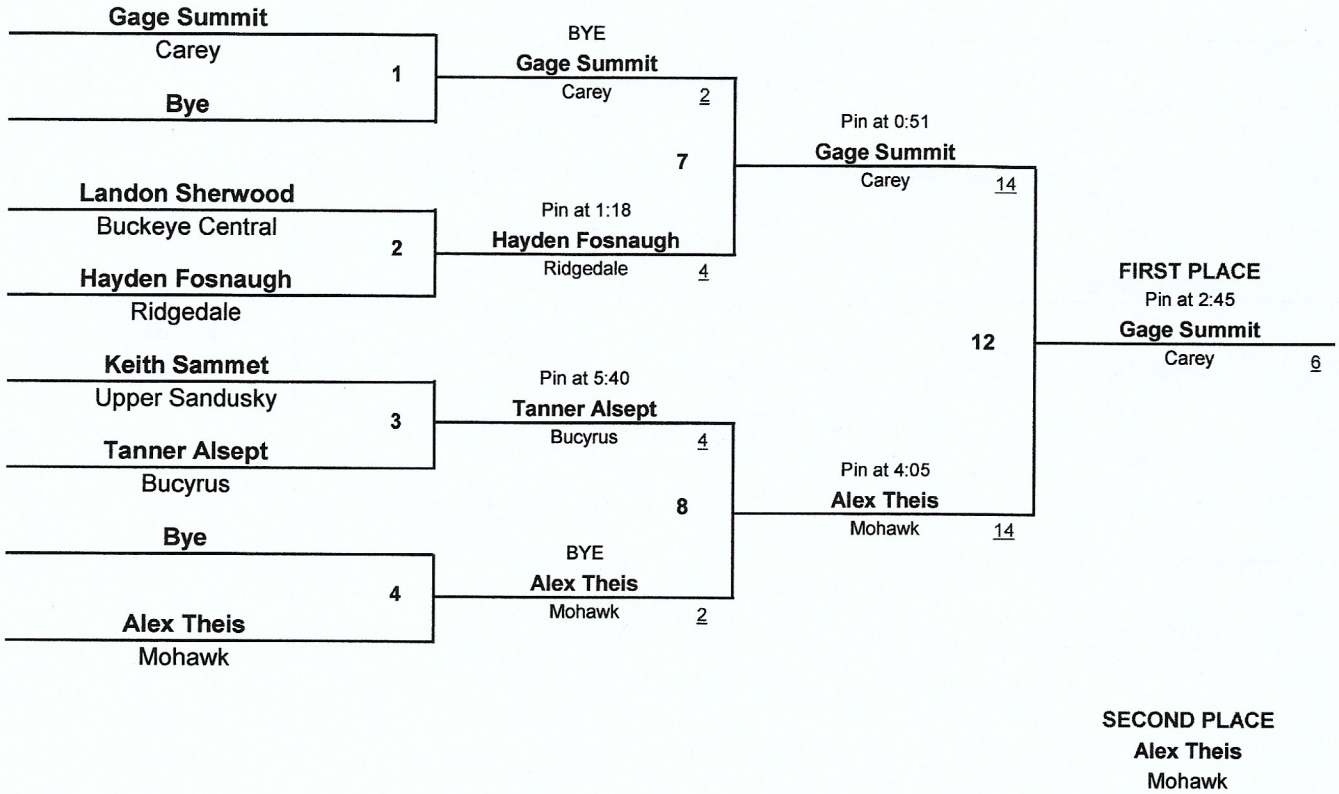 Gage Summit
Carey
1
Bye
Landon Sherwood
Buckeye Central
2
Hayden Fosnaugh
Ridgedale
Keith Sammet
Upper Sandusky
3
Tanner Alsept
Bucyrus
Bye
4
Alex Theis
Mohawk
BYE
Gage Summit
Carey 2
7
Pin at 1:18
Hayden Fosnaugh
Ridgedale 4
Pin at 5:40
Tanner Alsept
Bucyrus 4
8
BYE
Alex Theis
Mohawk 2
Pin at 0:51
Gage Summit
Carey 14
12
Pin at 4:05
Alex Theis
Mohawk 14
FIRST PLACE
Pin at 2:45
Gage Summit
Carey 6
SECOND PLACE
Alex Theis
Mohawk